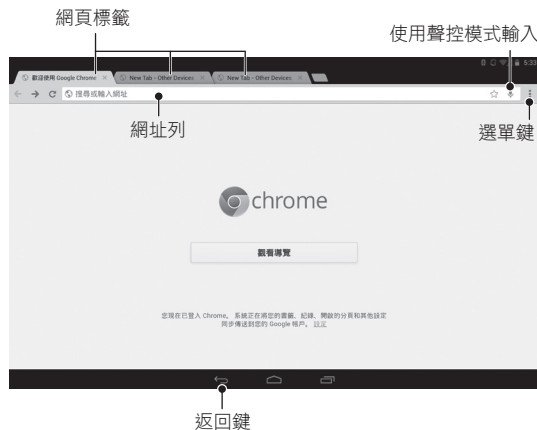 網頁標籤
使用聲控模式輸入
5:33
歡迎使用 Google Chrome × New Tab - Other Devices × New Tab - Other Devices ×
搜尋或輸入網址
網址列
選單鍵
chrome
觀看導覽
您現在已登入 Chrome。 系統正在將您的書籤、紀錄、開啟的分頁和其他設定
同步傳送到您的 Google 帳戶。
返回鍵